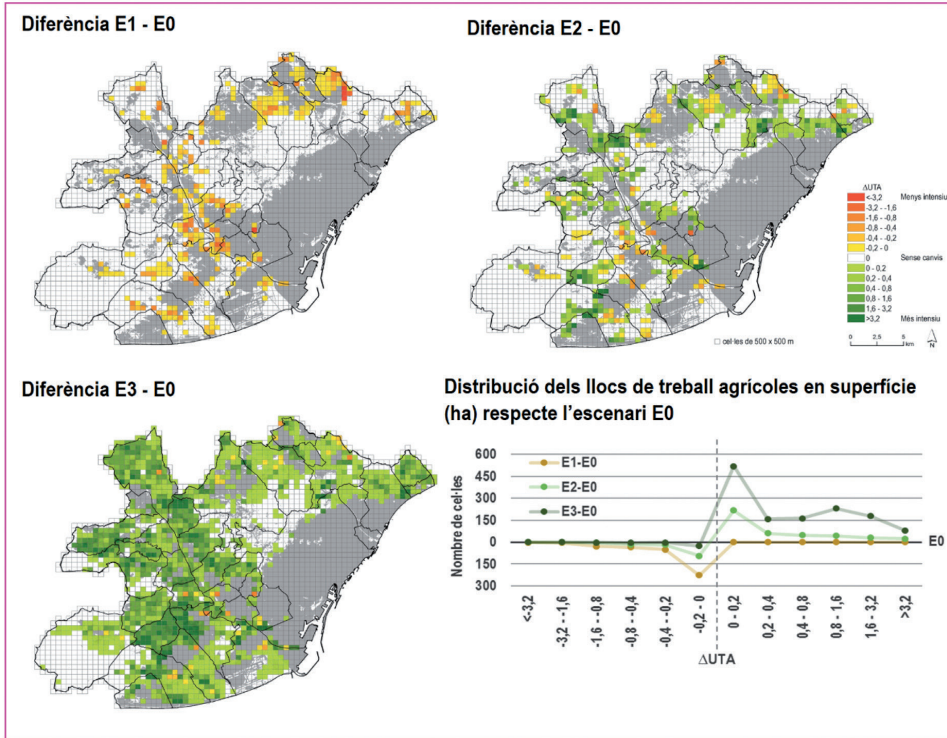 Diferència E1 - E0
Diferència E2 - E0
ΔUTA
<-3,2
Menys intensiu
-3,2 - -1,6
-1,6 - -0,8
-0,8 - -0,4
-0,4 - -0,2
-0,2 - 0
0
Sense canvis
0 - 0,2
0,2 - 0,4
0,4 - 0,8
0,8 - 1,6
1,6 - 3,2
>3,2
Més intensiu
cel·les de 500 x 500 m
0 2.5 5
km
N
Diferència E3 - E0
Distribució dels llocs de treball agrícoles en superfície
(ha) respecte l'escenari E0
Nombre de cel·les
600
450
300
150
0
150
300
E1-E0
E2-E0
E3-E0
E0
<-3,2
-3,2 - -1,6
-1,6 - -0,8
-0,8 - -0,4
-0,4 - -0,2
-0,2 - 0
0 - 0,2
0,2 - 0,4
0,4 - 0,8
0,8 - 1,6
1,6 - 3,2
>3,2
ΔUTA